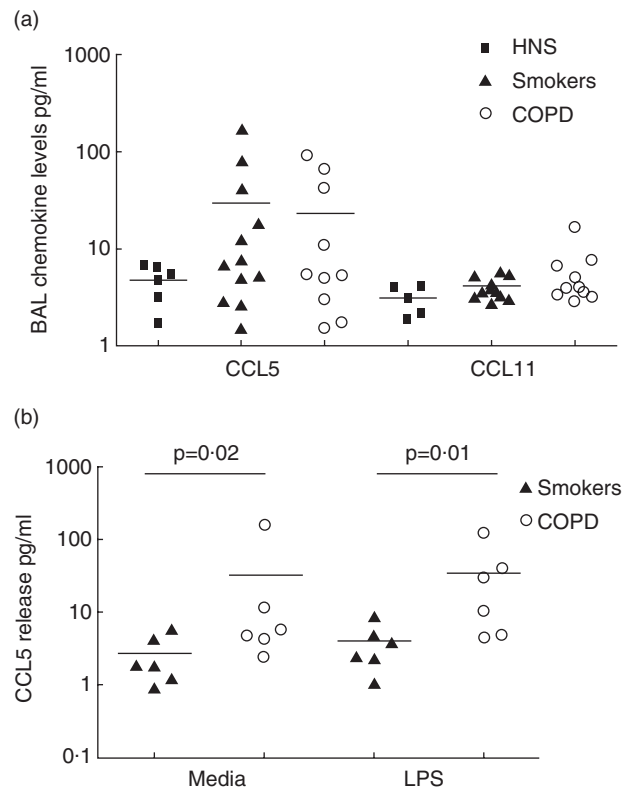 (a)
1000
100
10
1
BAL chemokine levels pg/ml
HNS
Smokers
COPD
CCL5
CCL11
(b)
1000
100
10
1
0·1
CCL5 release pg/ml
p=0·02
p=0·01
Smokers
COPD
Media
LPS